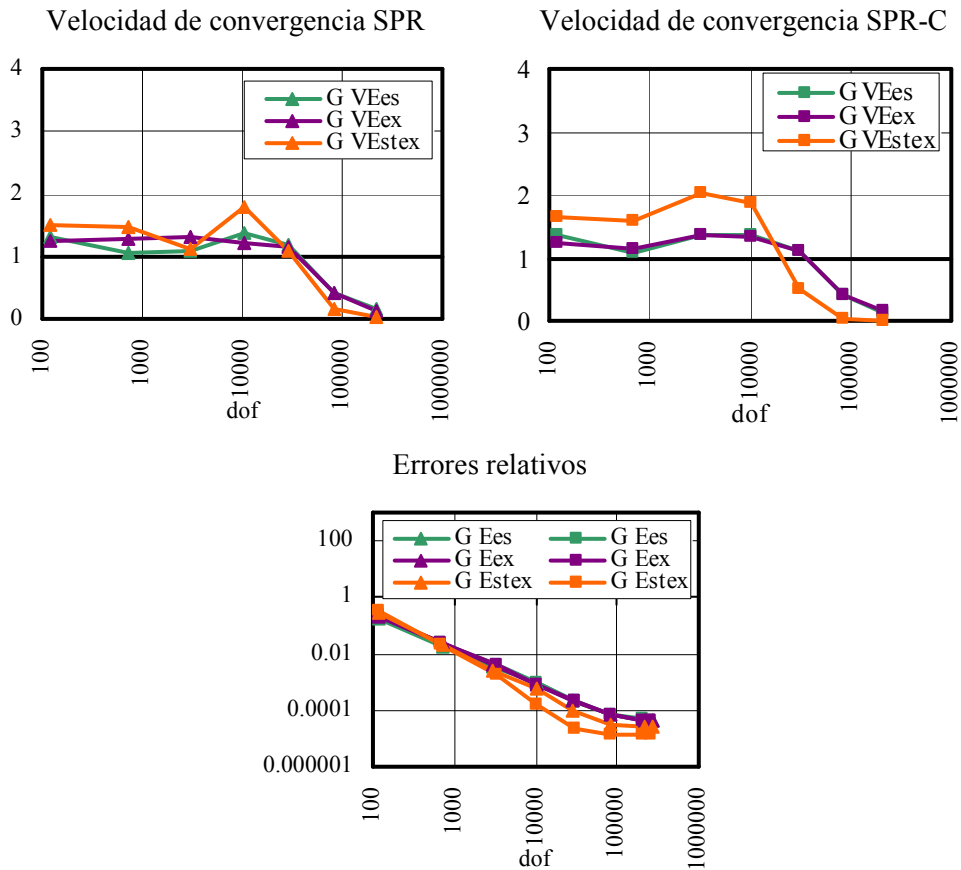 Velocidad de convergencia SPR
4
3
2
1
0
G VEes
G VEex
G VEstex
100
1000
10000
100000
1000000
dof
Velocidad de convergencia SPR-C
4
3
2
1
0
G VEes
G VEex
G VEstex
100
1000
10000
100000
1000000
dof
Errores relativos
100
1
0.01
0.0001
0.000001
G Ees G Ees
G Eex G Eex
G Estex G Estex
100
1000
10000
100000
1000000
dof